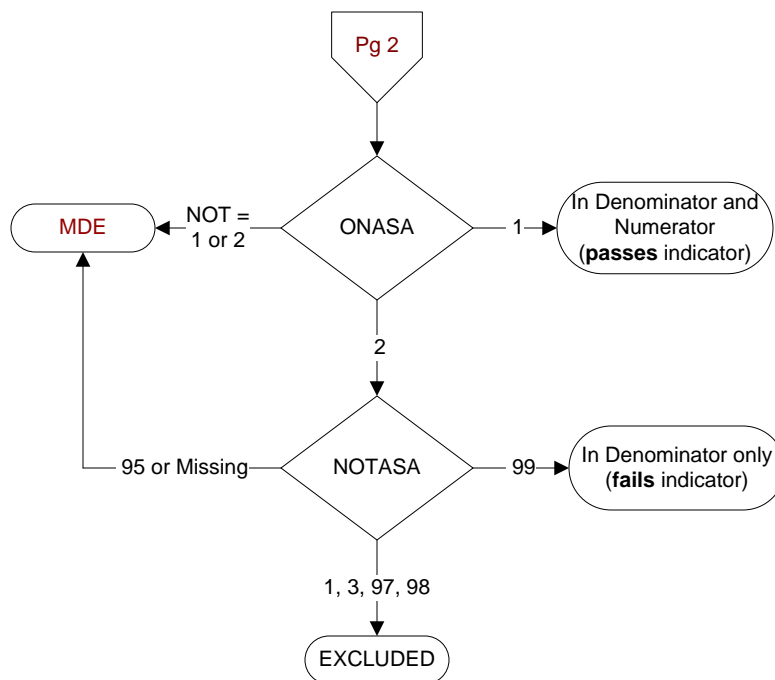 Pg 2
NOT =
1 or 2
MDE
ONASA
1
In Denominator and
Numerator
(passes indicator)
2
95 or Missing
NOTASA
99
In Denominator only
(fails indicator)
1, 3, 97, 98
EXCLUDED